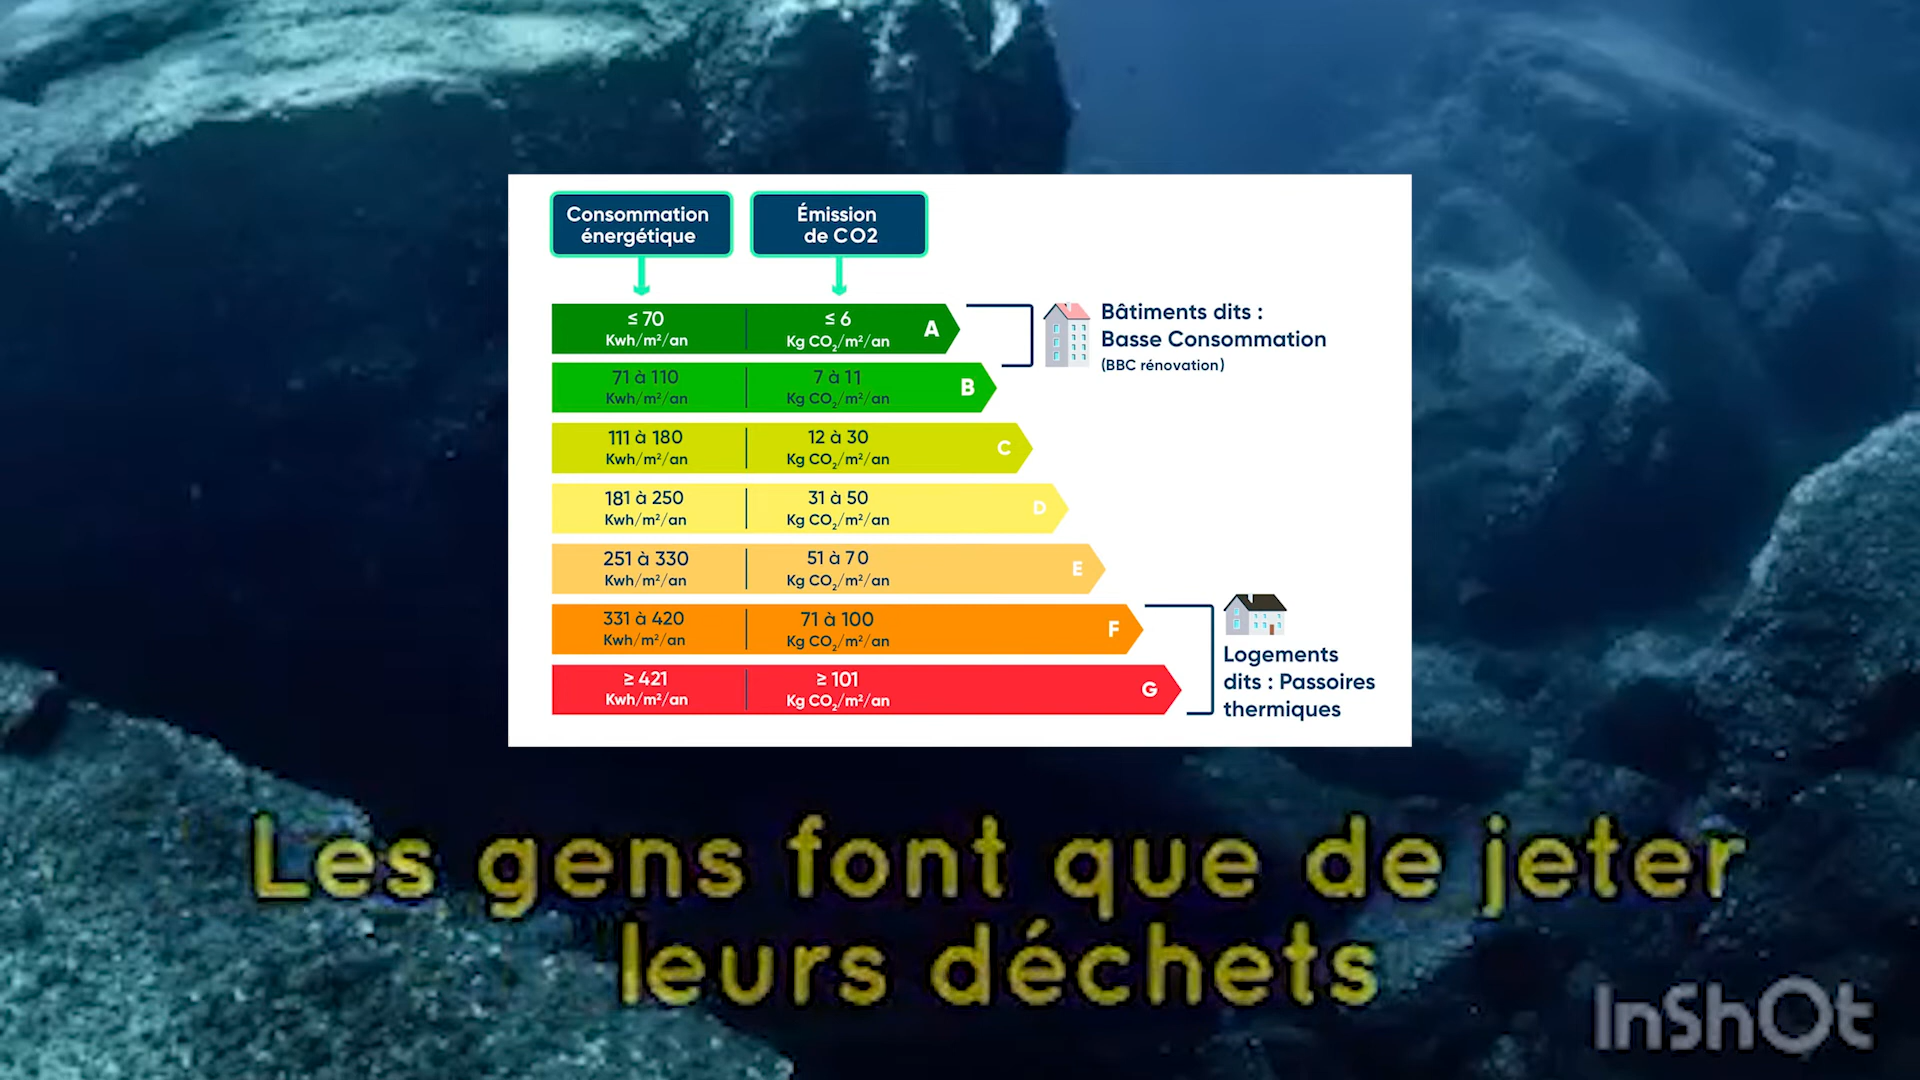 Consommation
énergétique
Émission
de CO2
≤ 70
Kwh/m²/an
≤ 6
Kg CO₂/m²/an
A
Bâtiments dits :
Basse Consommation
(BBC rénovation)
71 à 110
Kwh/m²/an
7 à 11
Kg CO₂/m²/an
B
111 à 180
Kwh/m²/an
12 à 30
Kg CO₂/m²/an
C
181 à 250
Kwh/m²/an
31 à 50
Kg CO₂/m²/an
D
251 à 330
Kwh/m²/an
51 à 70
Kg CO₂/m²/an
E
331 à 420
Kwh/m²/an
71 à 100
Kg CO₂/m²/an
F
≥ 421
Kwh/m²/an
≥ 101
Kg CO₂/m²/an
G
Logements
dits : Passoires
thermiques
Les gens font que de jeter
leurs déchets
InShOt